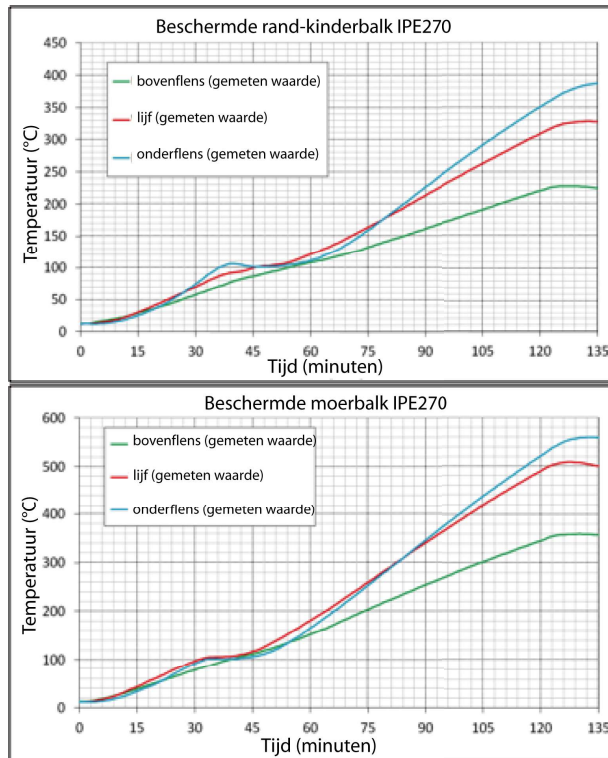 Beschermde rand-kinderbalk IPE270
Temperatuur (°C)
450
400
350
300
250
200
150
100
50
0
bovenflens (gemeten waarde)
lijf (gemeten waarde)
onderflens (gemeten waarde)
0 15 30 45 60 75 90 105 120 135
Tijd (minuten)
Beschermde moerbalk IPE270
Temperatuur (°C)
600
500
400
300
200
100
0
bovenflens (gemeten waarde)
lijf (gemeten waarde)
onderflens (gemeten waarde)
0 15 30 45 60 75 90 105 120 135
Tijd (minuten)